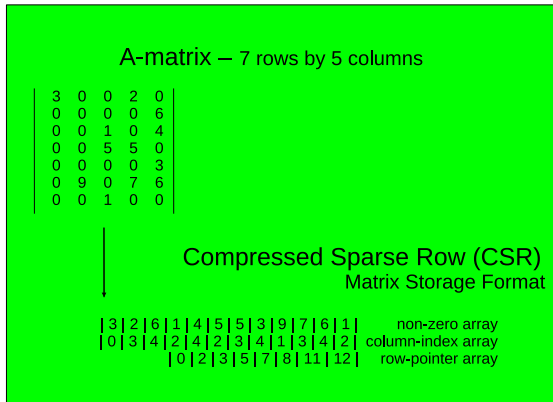 A-matrix – 7 rows by 5 columns
3 0 0 2 0
0 0 0 0 6
0 0 1 0 4
0 0 5 5 0
0 0 0 0 3
0 9 0 7 6
0 0 1 0 0
Compressed Sparse Row (CSR)
Matrix Storage Format
| 3 | 2 | 6 | 1 | 4 | 5 | 5 | 3 | 9 | 7 | 6 | 1 | non-zero array
| 0 | 3 | 4 | 2 | 4 | 2 | 3 | 4 | 1 | 3 | 4 | 2 | column-index array
| 0 | 2 | 3 | 5 | 7 | 8 | 11 | 12 | row-pointer array